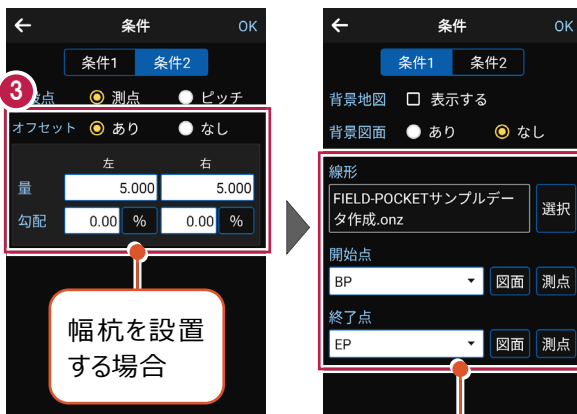 条件
OK
条件1
条件2
3
点
測点
ピッチ
オフセット
あり
なし
左
右
量
5.000
5.000
勾配
0.00
%
0.00
%
幅杭を設置
する場合
条件
OK
条件1
条件2
背景地図
表示する
背景図面
あり
なし
線形
FIELD-POCKETサンプルデー
タ作成.onz
選択
開始点
BP
図面
測点
終了点
EP
図面
測点